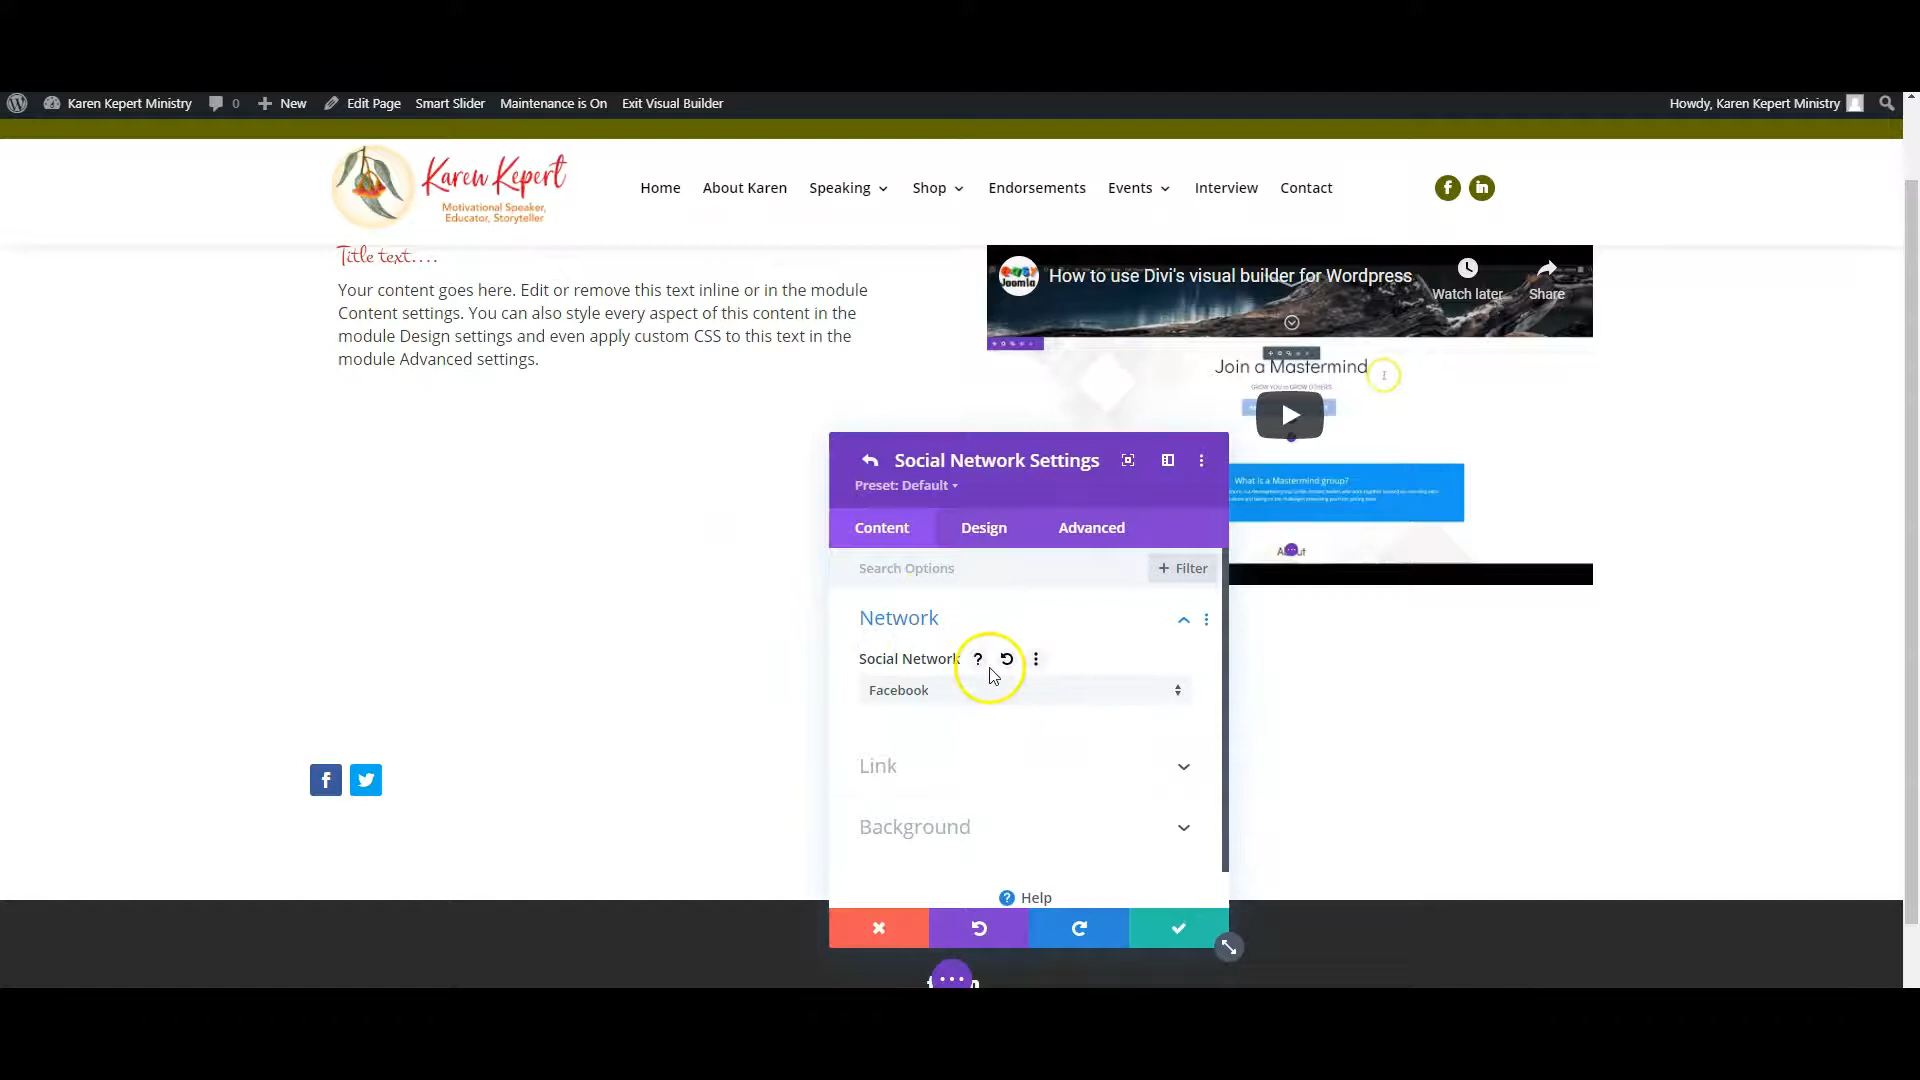 Karen Kepert Ministry 0 New Edit Page Smart Slider Maintenance is On Exit Visual Builder Howdy, Karen Kepert Ministry
Karen Kepert
Motivational Speaker,
Educator, Storyteller
Home About Karen Speaking Shop Endorsements Events Interview Contact
Title text....
Your content goes here. Edit or remove this text inline or in the module
Content settings. You can also style every aspect of this content in the
module Design settings and even apply custom CSS to this text in the
module Advanced settings.
Easy Joomla
How to use Divi's visual builder for Wordpress
Watch later Share
Join a Mastermind
GROW YOU to GROW OTHERS
What is a Mastermind group?
Social Network Settings
Preset: Default
Content Design Advanced
Search Options
+ Filter
Network
Social Network ?
Facebook
Link
Background
? Help